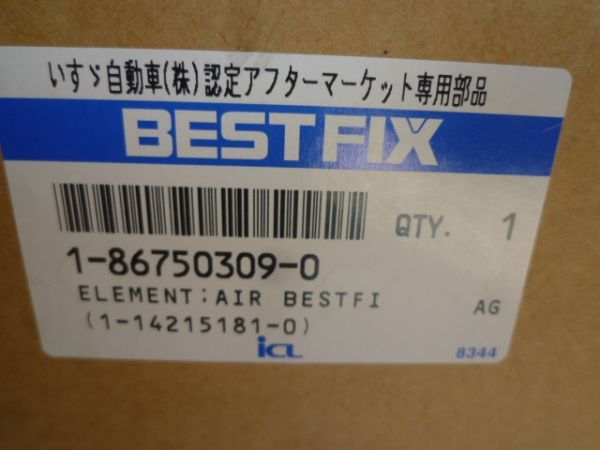 いすゞ自動車(株)認定アフターマーケット専用部品
BESTFIX
QTY. 1
1-86750309-0
ELEMENT;AIR BESTFI
AG
(1-14215181-0)
icl
8344